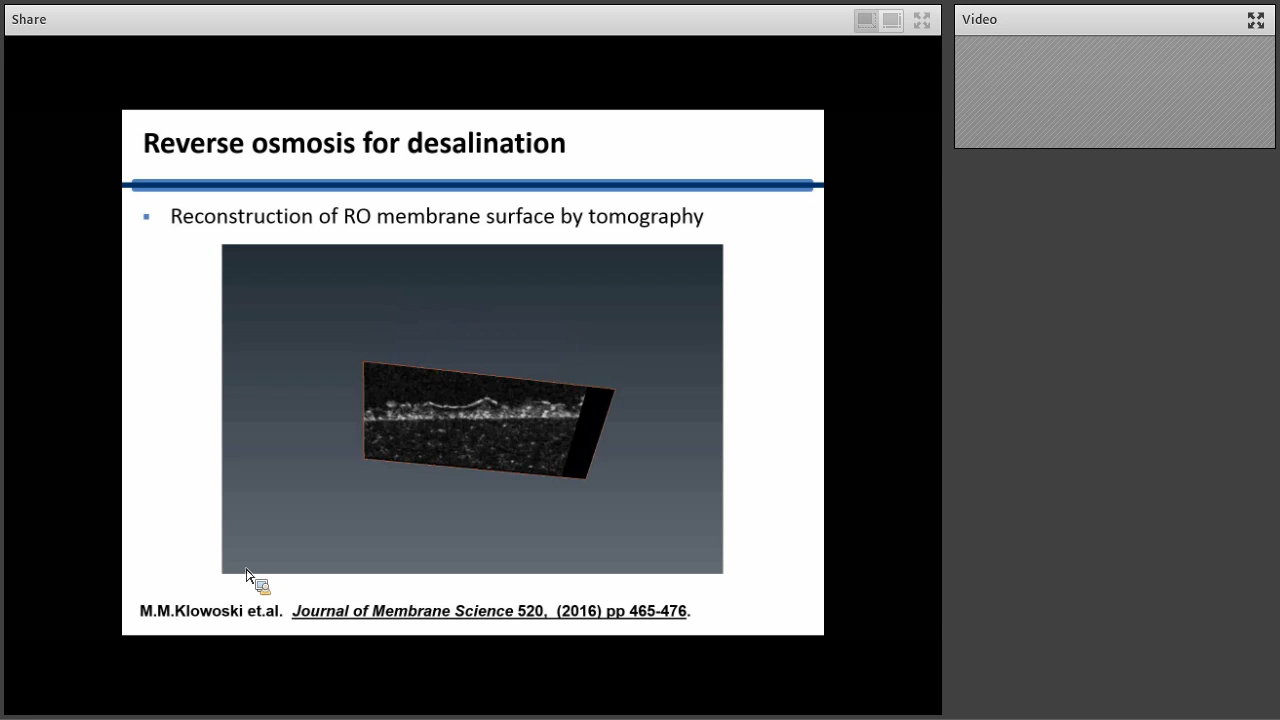 Share
Video
Reverse osmosis for desalination
Reconstruction of RO membrane surface by tomography
M.M.Klowoski et.al. Journal of Membrane Science 520, (2016) pp 465-476.